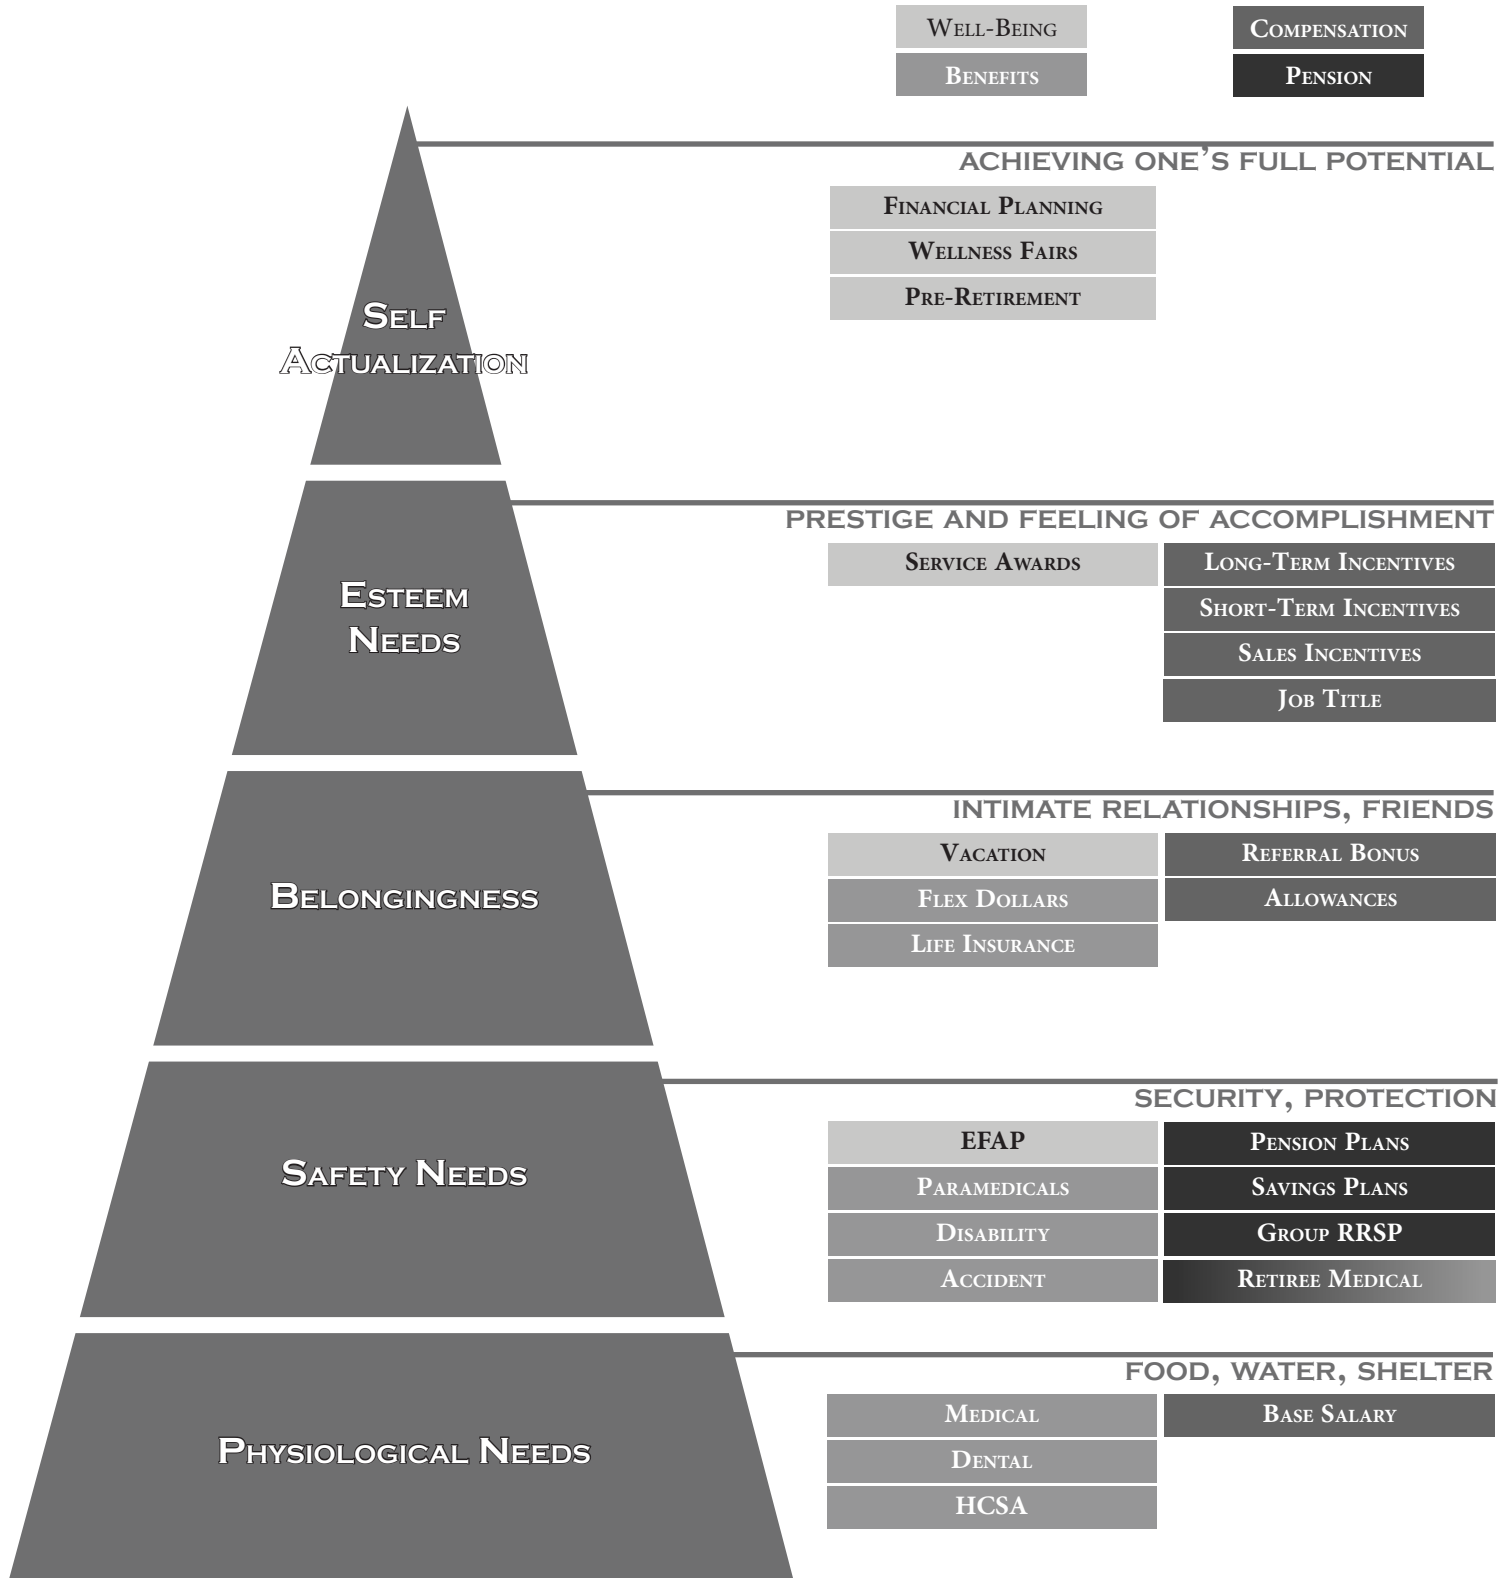 Well-Being
Compensation
Benefits
Pension
ACHIEVING ONE'S FULL POTENTIAL
Financial Planning
Wellness Fairs
Pre-Retirement
Self
Actualization
PRESTIGE AND FEELING OF ACCOMPLISHMENT
Service Awards
Long-Term Incentives
Short-Term Incentives
Sales Incentives
Job Title
Esteem
Needs
INTIMATE RELATIONSHIPS, FRIENDS
Vacation
Referral Bonus
Flex Dollars
Allowances
Life Insurance
Belongingness
SECURITY, PROTECTION
EFAP
Pension Plans
Paramedicals
Savings Plans
Disability
Group RRSP
Accident
Retiree Medical
Safety Needs
FOOD, WATER, SHELTER
Medical
Base Salary
Dental
HCSA
Physiological Needs